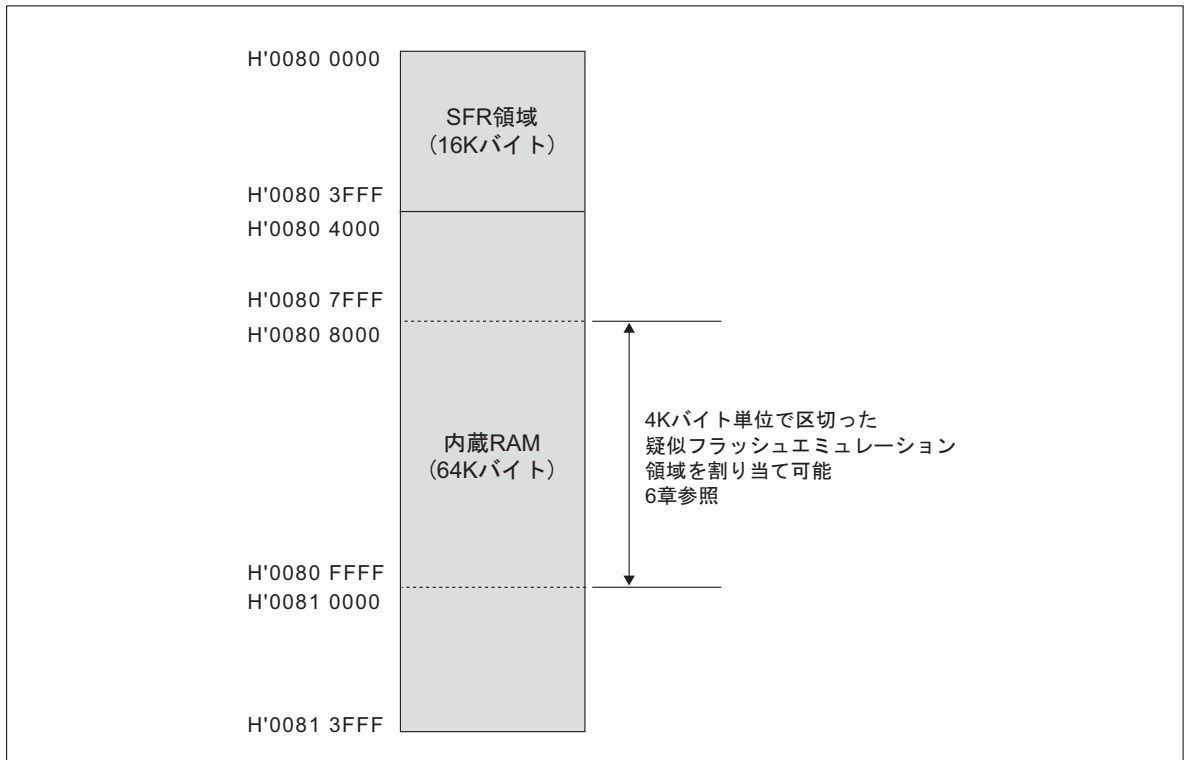 H'0080 0000
SFR領域
（16Kバイト）
H'0080 3FFF
H'0080 4000
H'0080 7FFF
H'0080 8000
内蔵RAM
（64Kバイト）
4Kバイト単位で区切った
疑似フラッシュエミュレーション
領域を割り当て可能
6章参照
H'0080 FFFF
H'0081 0000
H'0081 3FFF